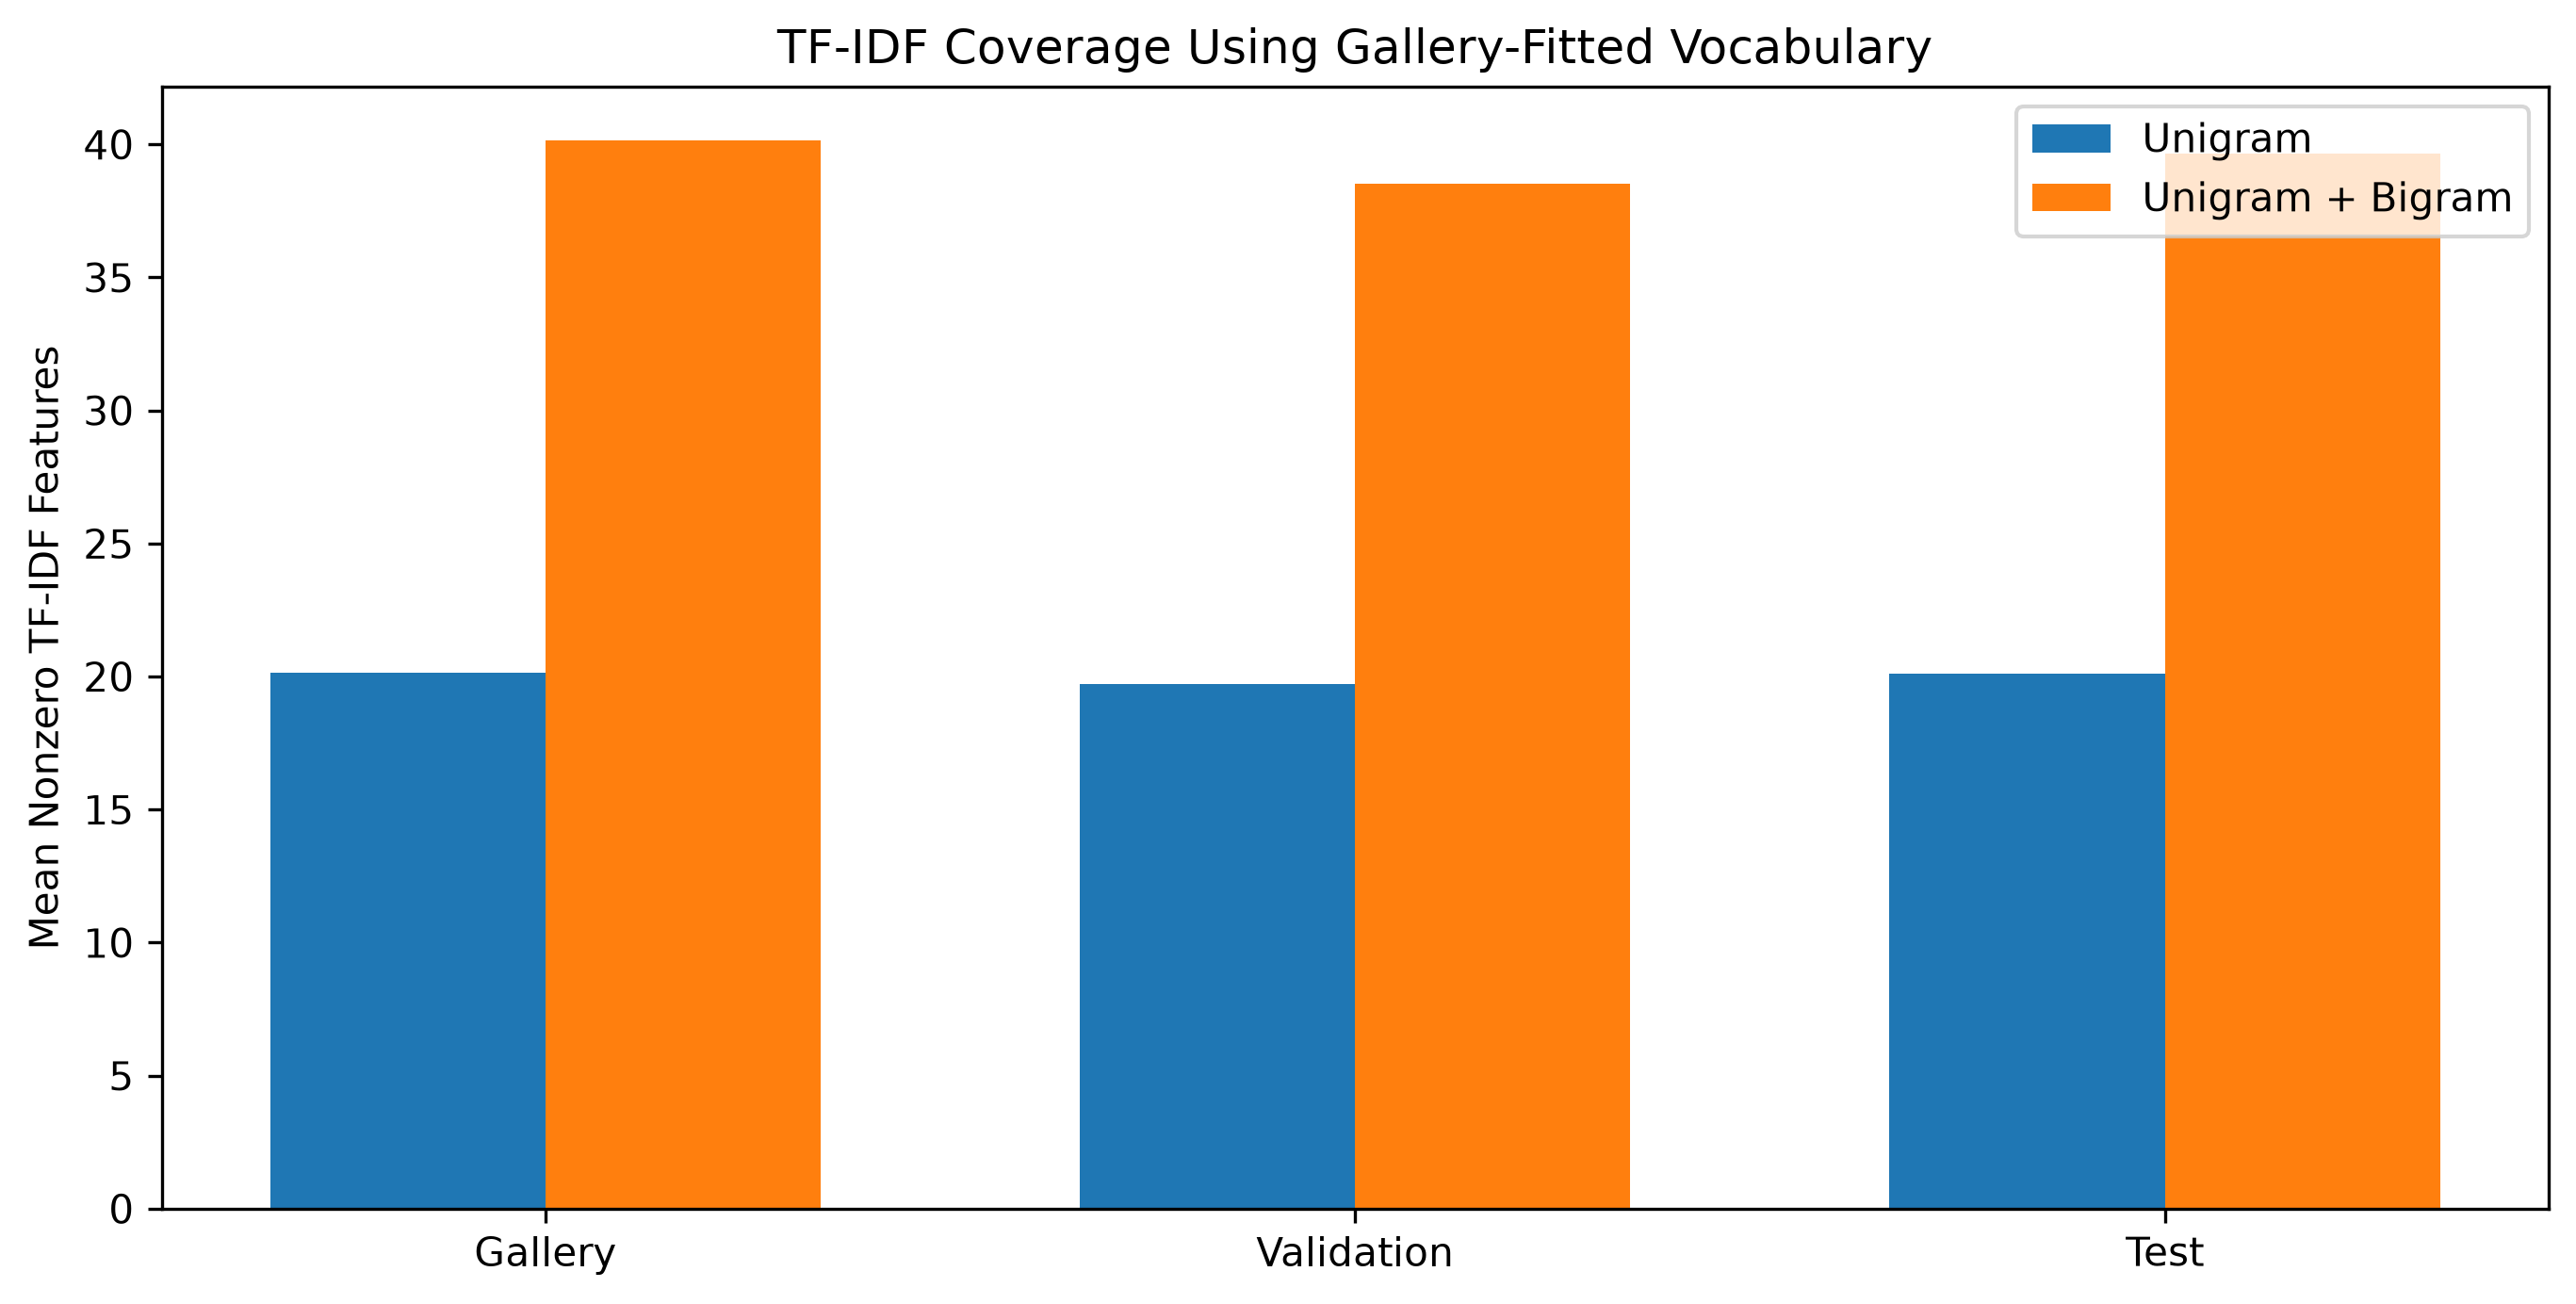 TF-IDF Coverage Using Gallery-Fitted Vocabulary
Mean Nonzero TF-IDF Features
40
35
30
25
20
15
10
5
0
Unigram
Unigram + Bigram
Gallery
Validation
Test